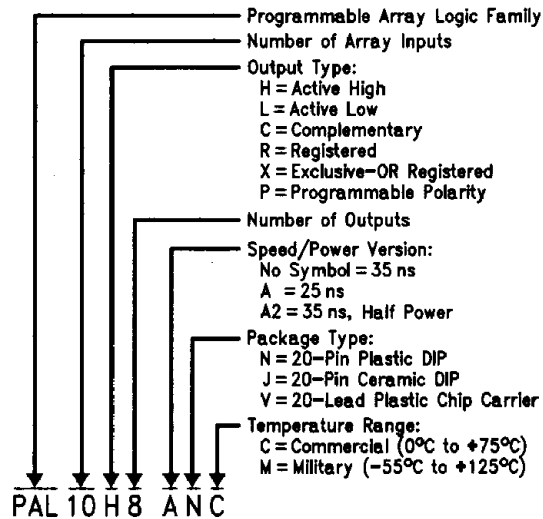 Programmable Array Logic Family
Number of Array Inputs
Output Type:
H = Active High
L = Active Low
C = Complementary
R = Registered
X = Exclusive-OR Registered
P = Programmable Polarity
Number of Outputs
Speed/Power Version:
No Symbol = 35 ns
A = 25 ns
A2 = 35 ns, Half Power
Package Type:
N = 20-Pin Plastic DIP
J = 20-Pin Ceramic DIP
V = 20-Lead Plastic Chip Carrier
Temperature Range:
C = Commercial (0°C to +75°C)
M = Military (-55°C to +125°C)
PAL 10 H 8 A N C